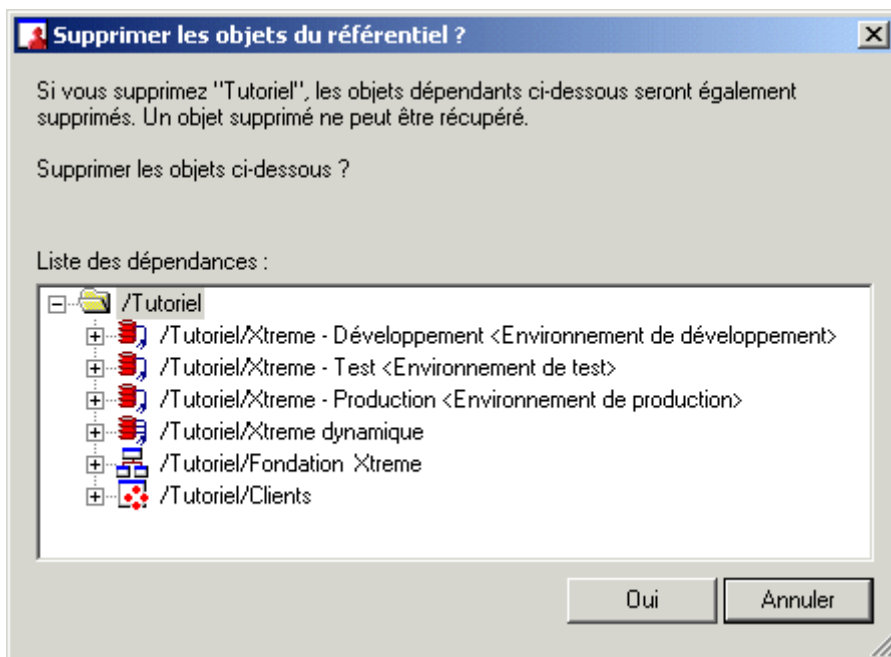 Supprimer les objets du référentiel ?
Si vous supprimez "Tutoriel", les objets dépendants ci-dessous seront également
supprimés. Un objet supprimé ne peut être récupéré.
Supprimer les objets ci-dessous ?
Liste des dépendances :
/Tutoriel
/Tutoriel/Xtreme - Développement <Environnement de développement>
/Tutoriel/Xtreme - Test <Environnement de test>
/Tutoriel/Xtreme - Production <Environnement de production>
/Tutoriel/Xtreme dynamique
/Tutoriel/Fondation Xtreme
/Tutoriel/Clients
Oui Annuler